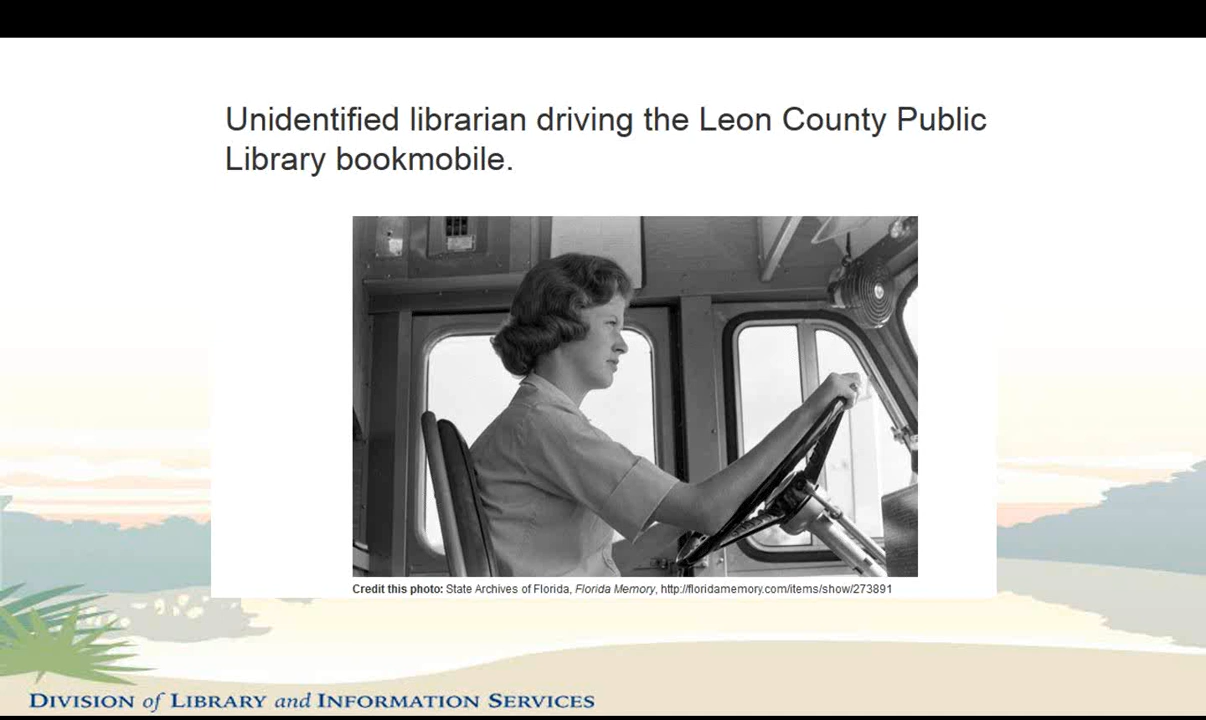 Unidentified librarian driving the Leon County Public
Library bookmobile.
Credit this photo: State Archives of Florida, Florida Memory, http://floridamemory.com/items/show/273891
DIVISION of LIBRARY and INFORMATION SERVICES